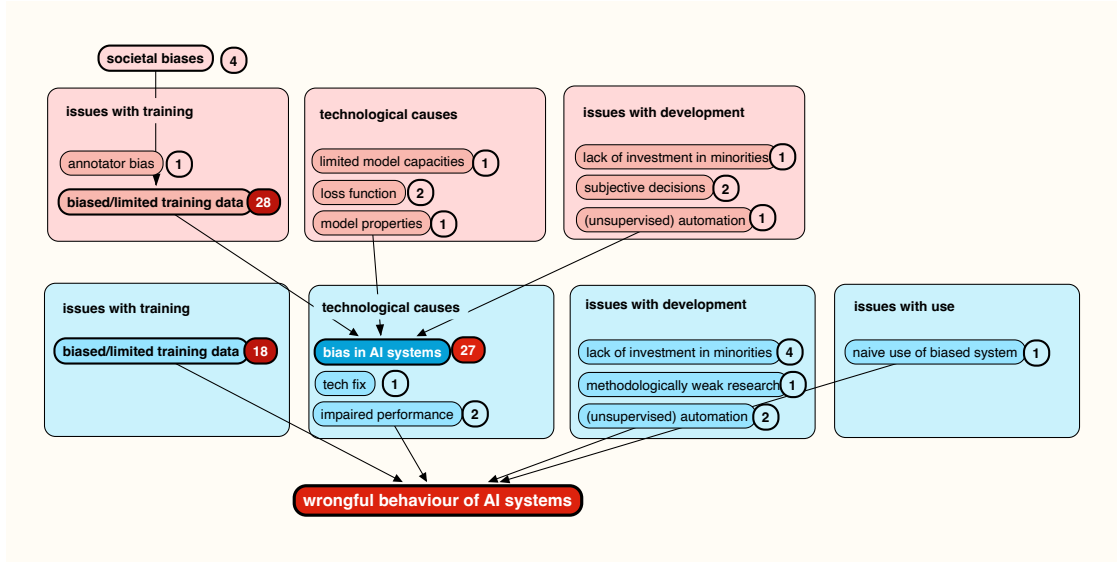 societal biases 4
issues with training
annotator bias 1
biased/limited training data 28
technological causes
limited model capacities 1
loss function 2
model properties 1
issues with development
lack of investment in minorities 1
subjective decisions 2
(unsupervised) automation 1
issues with training
biased/limited training data 18
technological causes
bias in AI systems 27
tech fix 1
impaired performance 2
issues with development
lack of investment in minorities 4
methodologically weak research 1
(unsupervised) automation 2
issues with use
naive use of biased system 1
wrongful behaviour of AI systems